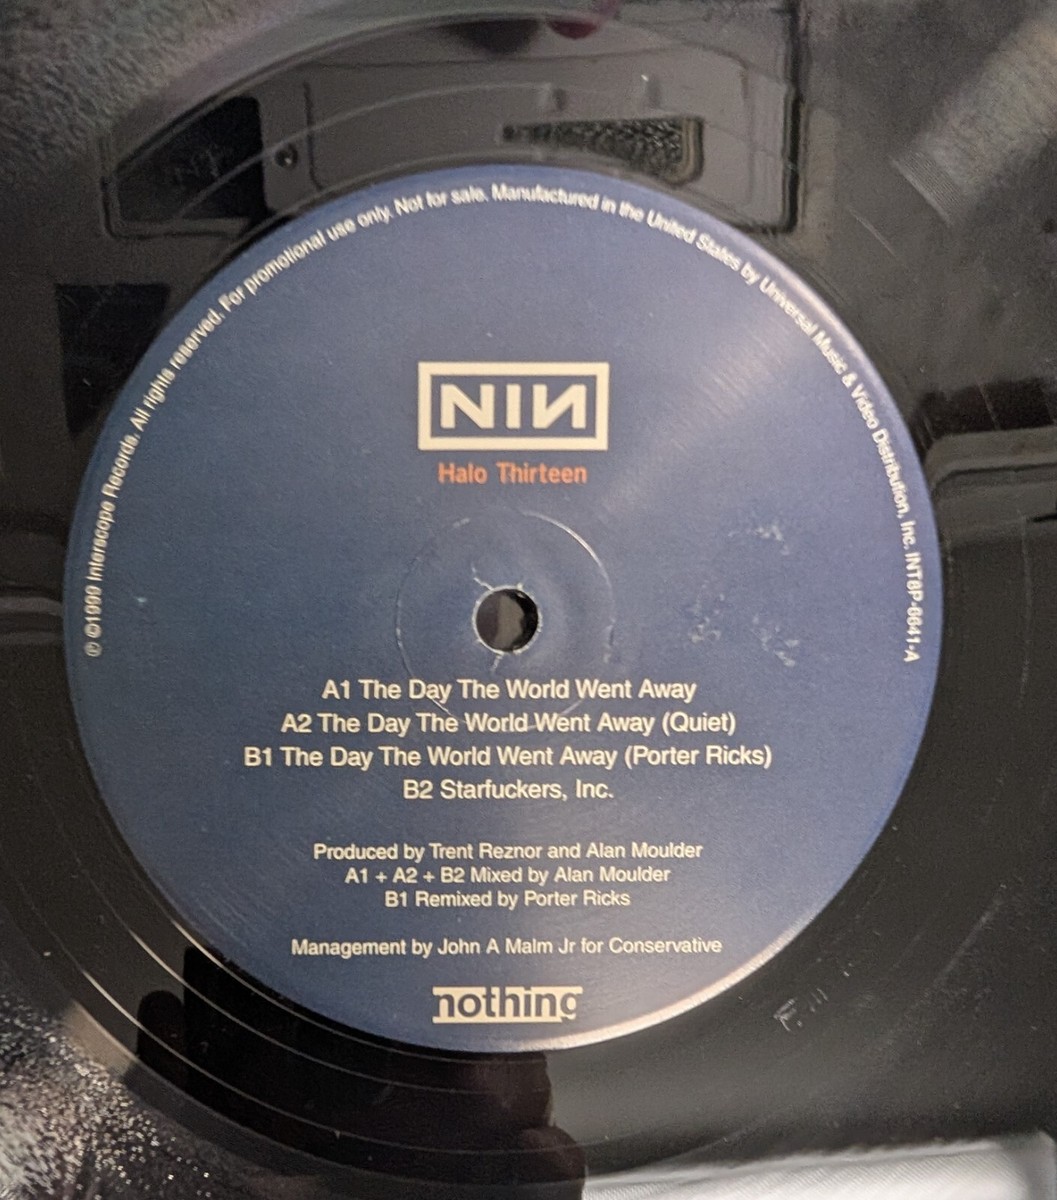 ℗ ©1999 Interscope Records. All rights reserved. For promotional use only. Not for sale. Manufactured in the United States by Universal Music & Video Distribution, Inc. INT8P-6641-A
NIN
Halo Thirteen
A1 The Day The World Went Away
A2 The Day The World Went Away (Quiet)
B1 The Day The World Went Away (Porter Ricks)
B2 Starfuckers, Inc.
Produced by Trent Reznor and Alan Moulder
A1 + A2 + B2 Mixed by Alan Moulder
B1 Remixed by Porter Ricks
Management by John A Malm Jr for Conservative
nothing